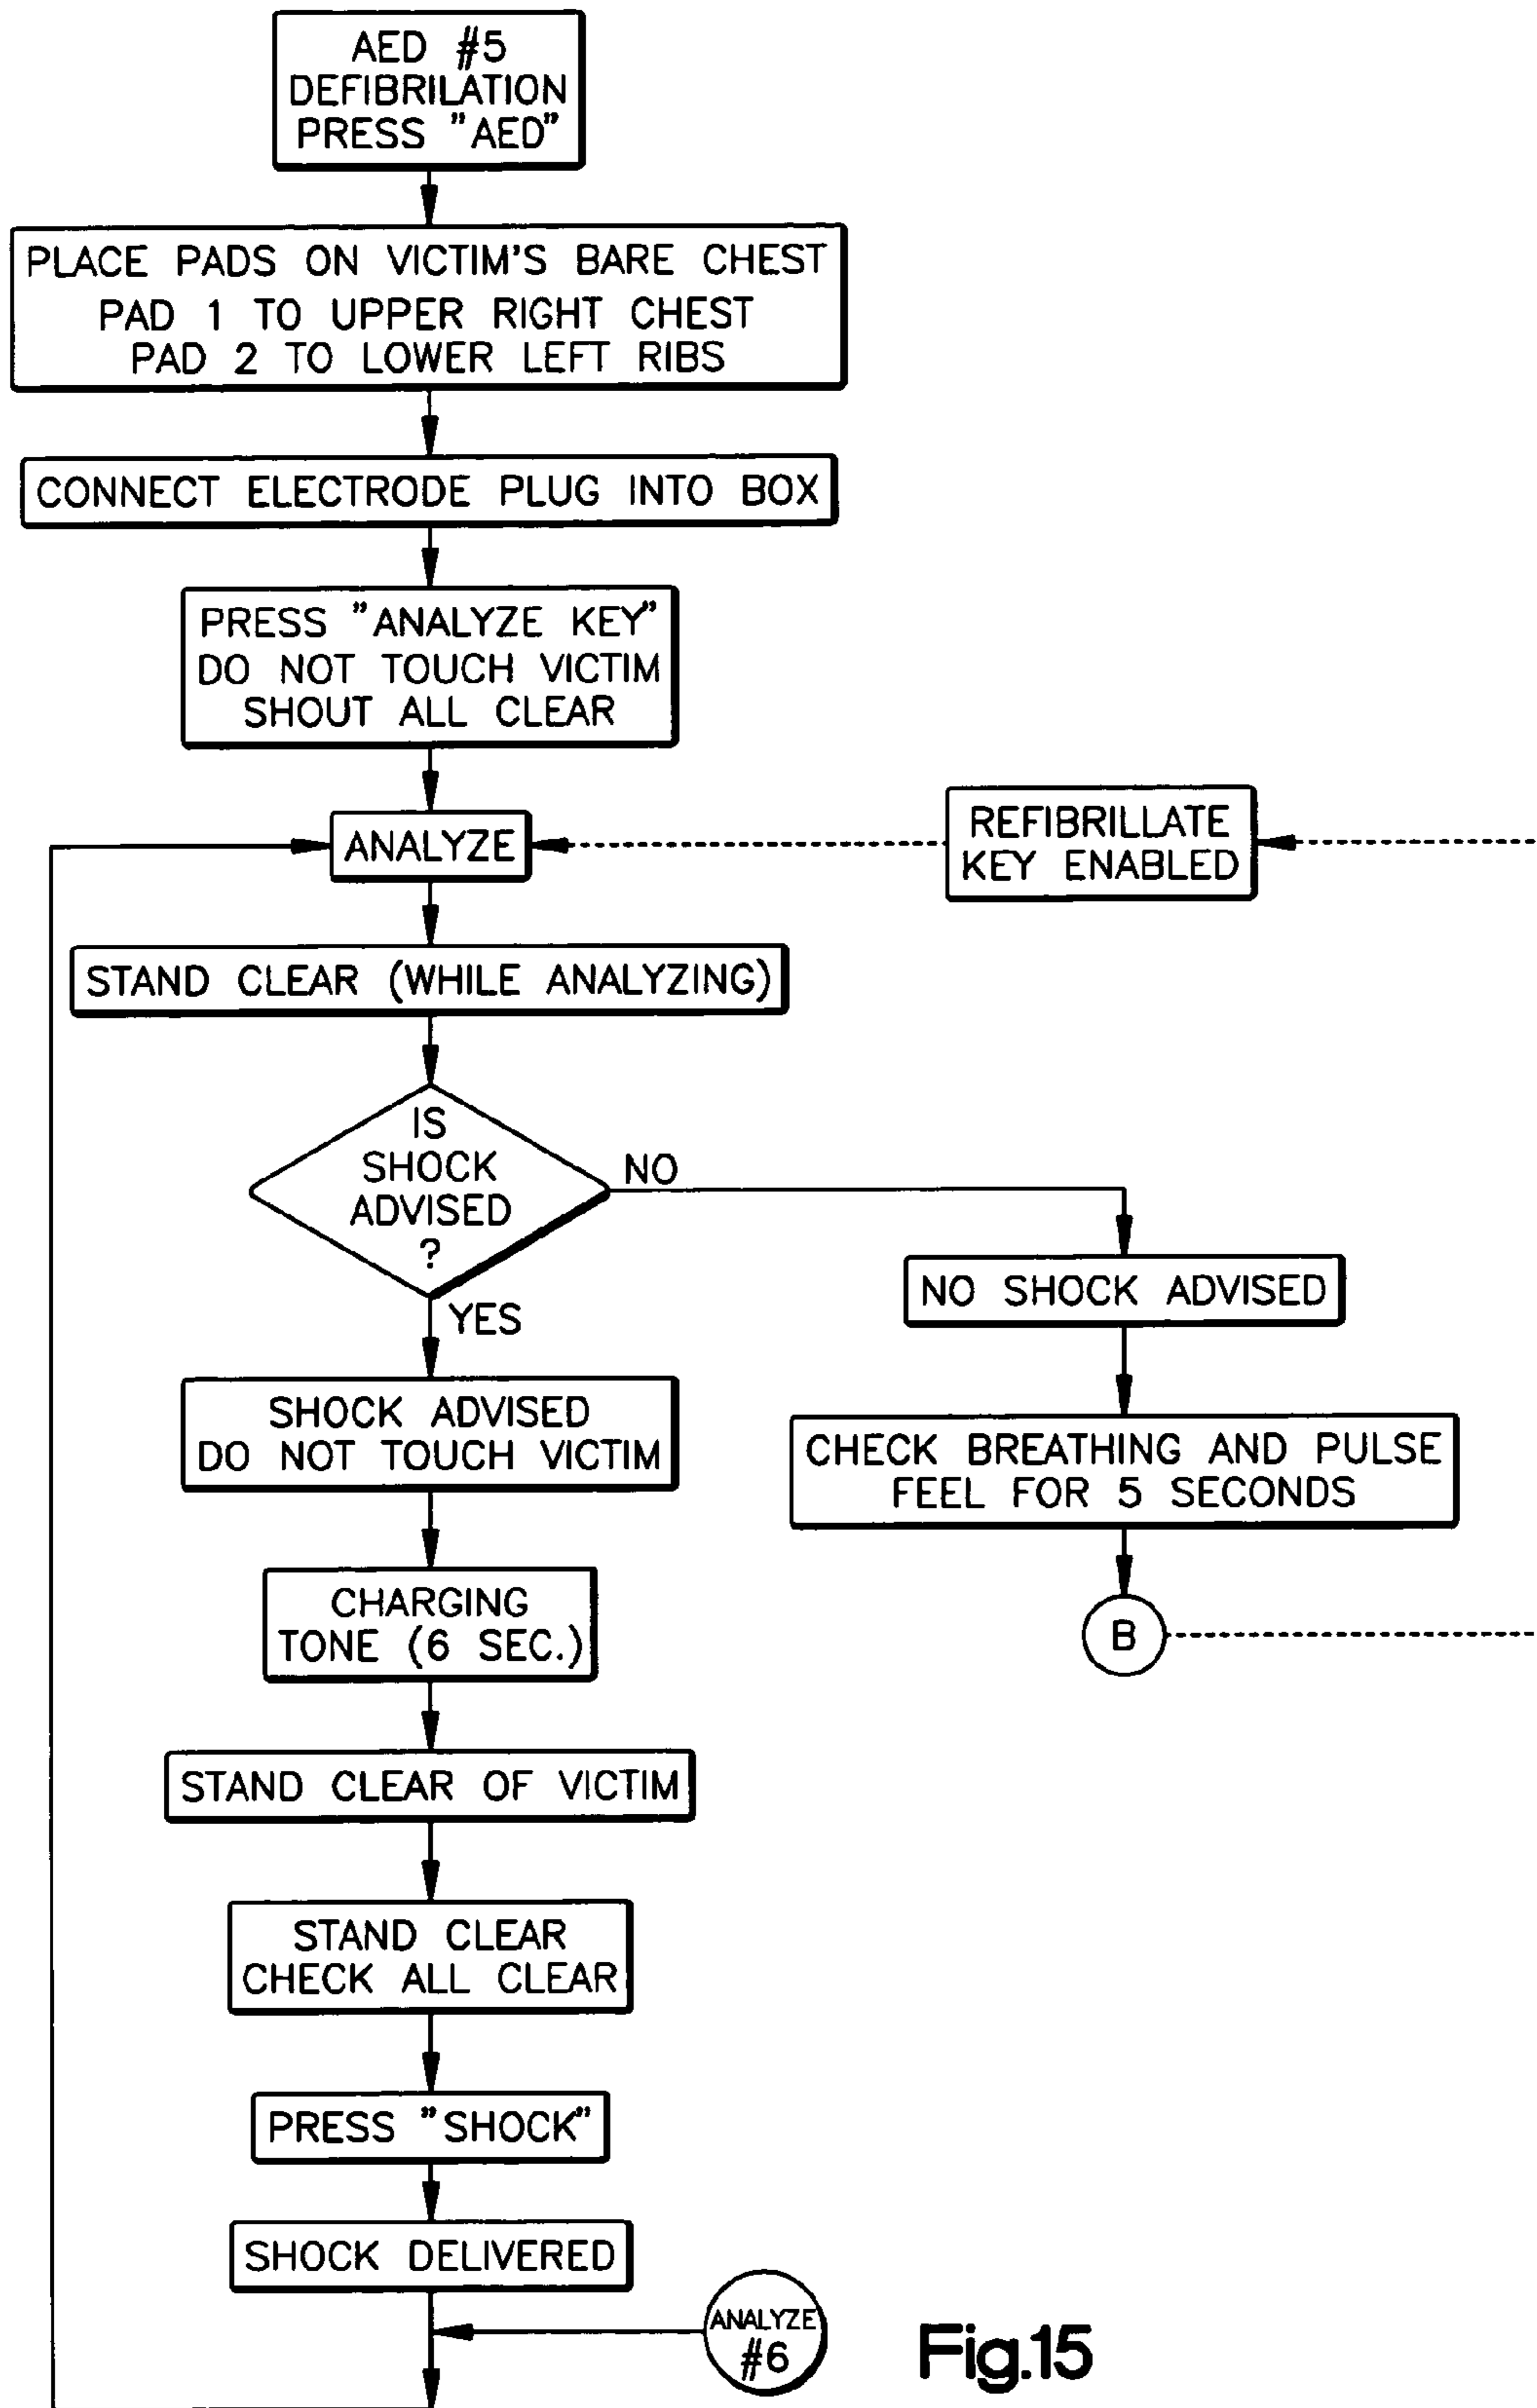 AED #5
DEFIBRILATION
PRESS "AED"
PLACE PADS ON VICTIM'S BARE CHEST
PAD 1 TO UPPER RIGHT CHEST
PAD 2 TO LOWER LEFT RIBS
CONNECT ELECTRODE PLUG INTO BOX
PRESS "ANALYZE KEY"
DO NOT TOUCH VICTIM
SHOUT ALL CLEAR
ANALYZE
REFIBRILLATE
KEY ENABLED
STAND CLEAR (WHILE ANALYZING)
IS
SHOCK
ADVISED
?
NO
YES
NO SHOCK ADVISED
SHOCK ADVISED
DO NOT TOUCH VICTIM
CHECK BREATHING AND PULSE
FEEL FOR 5 SECONDS
B
CHARGING
TONE (6 SEC.)
STAND CLEAR OF VICTIM
STAND CLEAR
CHECK ALL CLEAR
PRESS "SHOCK"
SHOCK DELIVERED
ANALYZE
#6
Fig.15